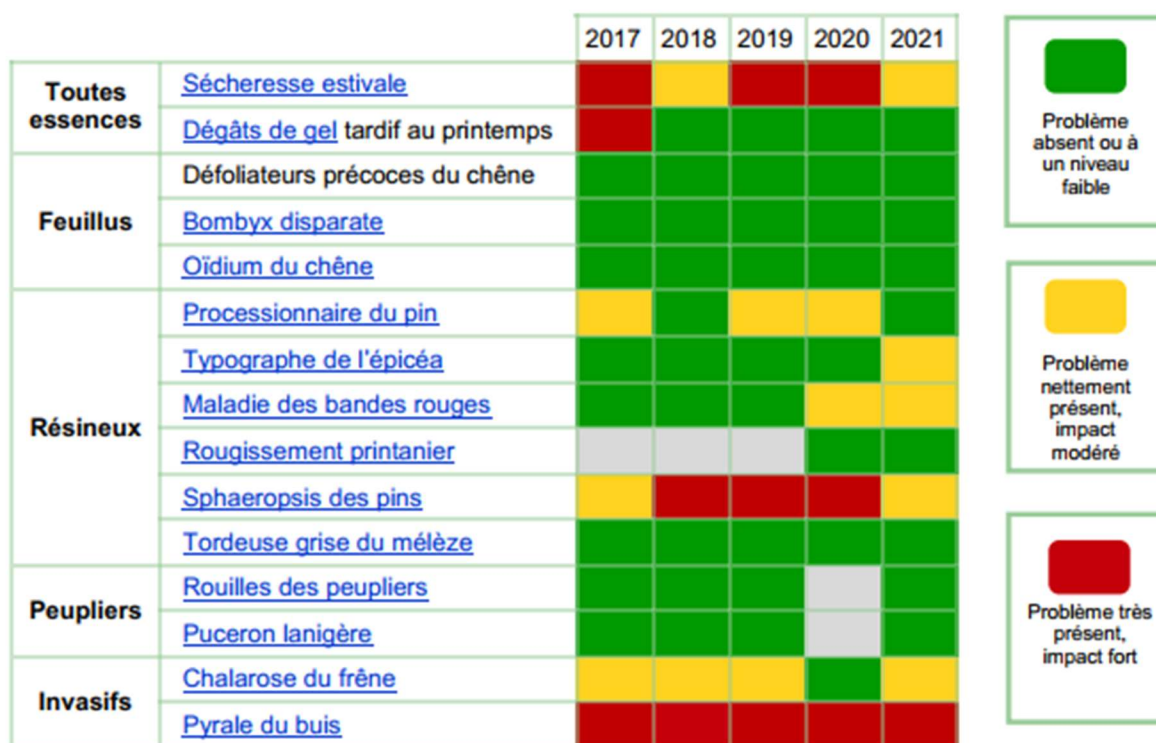 2017 2018 2019 2020 2021
Toutes
essences
Sécheresse estivale
Dégâts de gel tardif au printemps
Feuillus
Défoliateurs précoces du chêne
Bombyx disparate
Oïdium du chêne
Résineux
Processionnaire du pin
Typographe de l'épicéa
Maladie des bandes rouges
Rougissement printanier
Sphaeropsis des pins
Tordeuse grise du mélèze
Peupliers
Rouilles des peupliers
Puceron lanigère
Invasifs
Chalarose du frêne
Pyrale du buis
Problème
absent ou à
un niveau
faible
Problème
nettement
présent,
impact
modéré
Problème très
présent,
impact fort